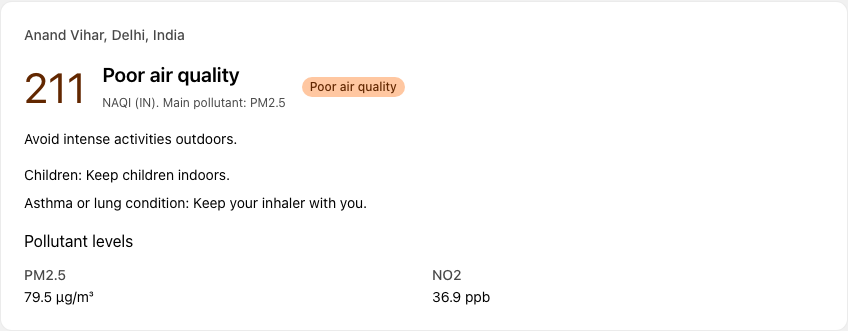 Anand Vihar, Delhi, India
211
Poor air quality
Poor air quality
NAQI (IN). Main pollutant: PM2.5
Avoid intense activities outdoors.
Children: Keep children indoors.
Asthma or lung condition: Keep your inhaler with you.
Pollutant levels
PM2.5
79.5 µg/m³
NO2
36.9 ppb